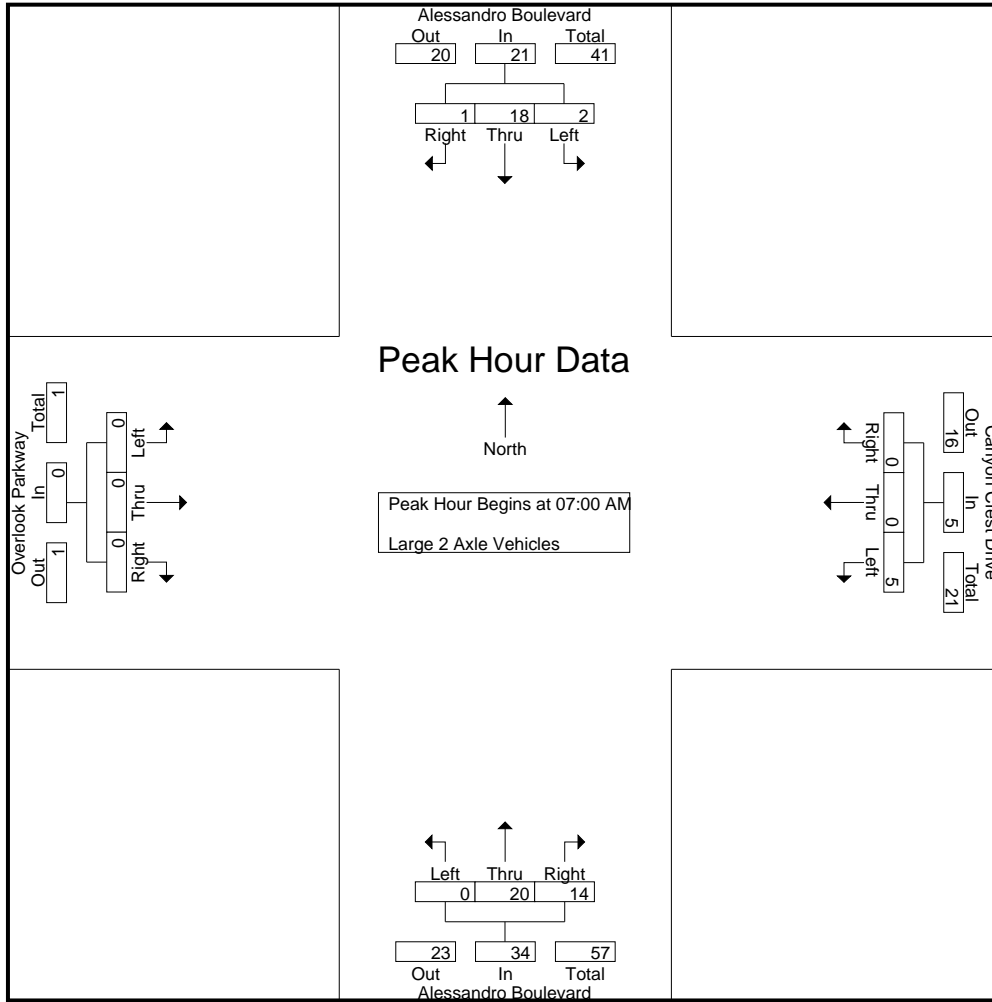 Alessandro Boulevard
Out In Total
20 21 41
1 18 2
Right Thru Left
Peak Hour Data
North
Peak Hour Begins at 07:00 AM
Large 2 Axle Vehicles
Overlook Parkway
Total In Out
1 0 1
0 0 0
Left Thru Right
Canyon Crest Drive
Out In Total
16 5 21
0 0 5
Right Thru Left
Left Thru Right
0 20 14
23 34 57
Out In Total
Alessandro Boulevard